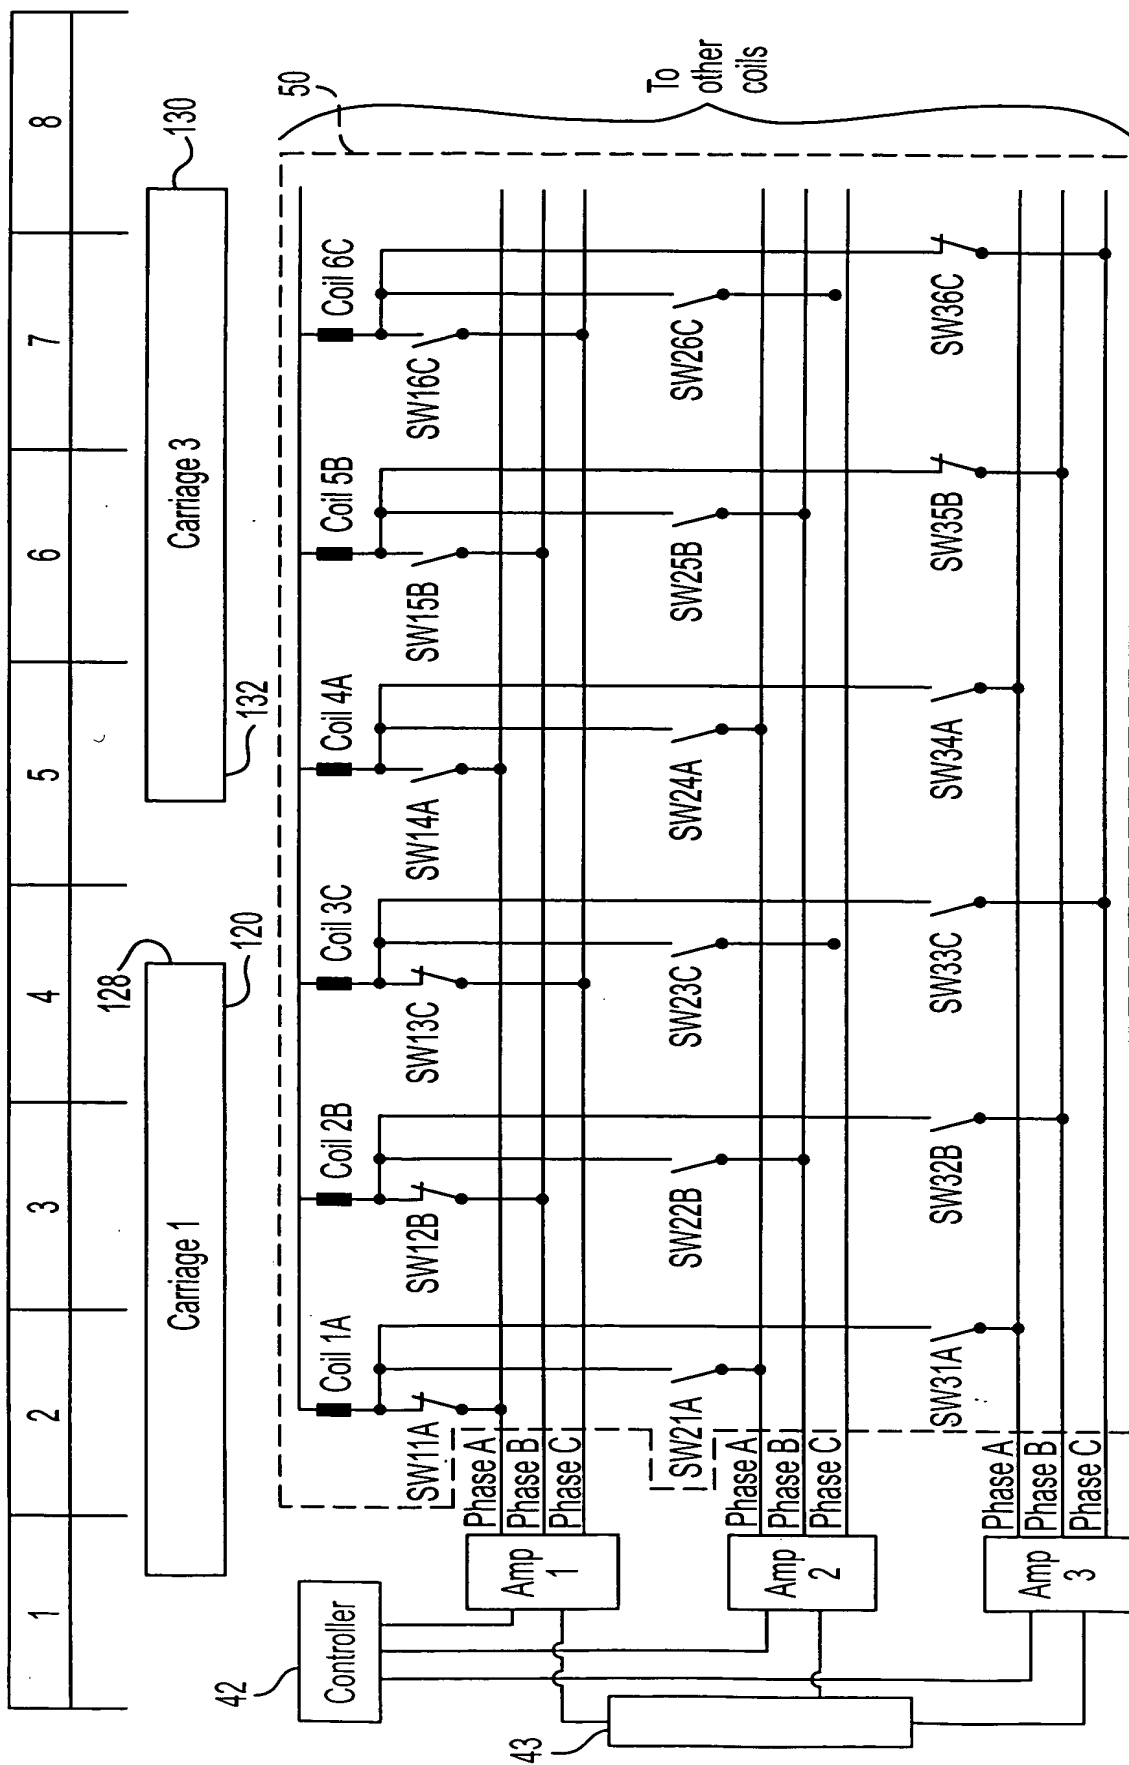 1 2 3 4 5 6 7 8
Carriage 1
128
120
Carriage 3
132
130
50
To
other
coils
42
Controller
43
Coil 1A
Coil 2B
Coil 3C
Coil 4A
Coil 5B
Coil 6C
SW11A
SW12B
SW13C
SW14A
SW15B
SW16C
Amp
1
Phase A
Phase B
Phase C
SW21A
SW22B
SW23C
SW24A
SW25B
SW26C
Amp
2
Phase A
Phase B
Phase C
SW31A
SW32B
SW33C
SW34A
SW35B
SW36C
Amp
3
Phase A
Phase B
Phase C